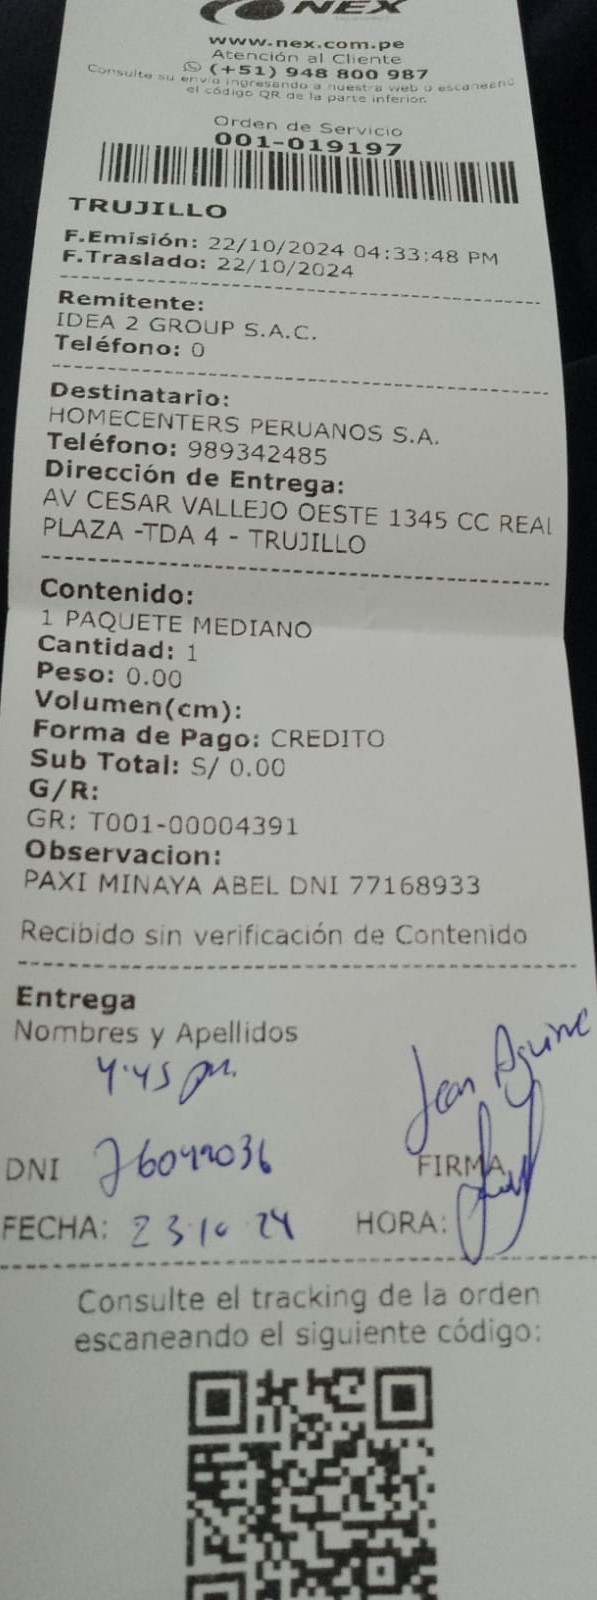 NEX
www.nex.com.pe
Atención al Cliente
(+51) 948 800 987
Consulte su envío ingresando a nuestra web o escaneand
el código QR de la parte inferior.
Orden de Servicio
001-019197
TRUJILLO
F.Emisión: 22/10/2024 04:33:48 PM
F.Traslado: 22/10/2024
Remitente:
IDEA 2 GROUP S.A.C.
Teléfono: 0
Destinatario:
HOMECENTERS PERUANOS S.A.
Teléfono: 989342485
Dirección de Entrega:
AV CESAR VALLEJO OESTE 1345 CC REAL
PLAZA -TDA 4 - TRUJILLO
Contenido:
1 PAQUETE MEDIANO
Cantidad: 1
Peso: 0.00
Volumen(cm):
Forma de Pago: CREDITO
Sub Total: S/ 0.00
G/R:
GR: T001-00004391
Observacion:
PAXI MINAYA ABEL DNI 77168933
Recibido sin verificación de Contenido
Entrega
Nombres y Apellidos
4:45 pm. Jean Aguirre
DNI FIRMA
FECHA: 23 10 24 HORA:
Consulte el tracking de la orden
escaneando el siguiente código: